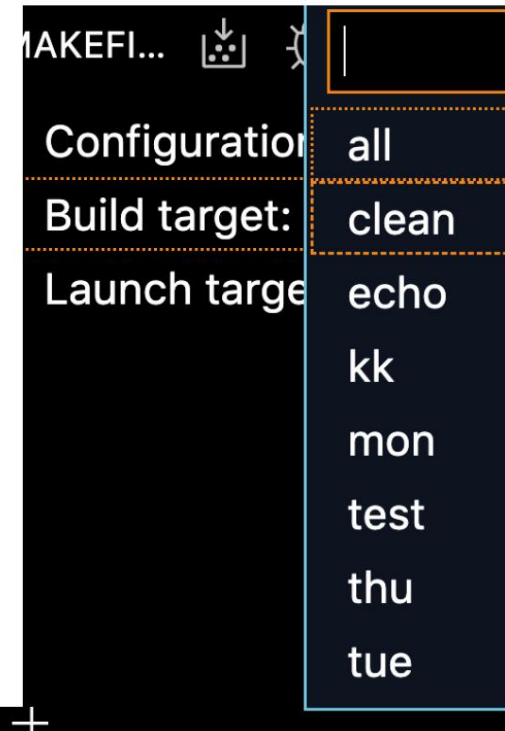 MAKEFI...
Configuration
Build target:
Launch targe
all
clean
echo
kk
mon
test
thu
tue